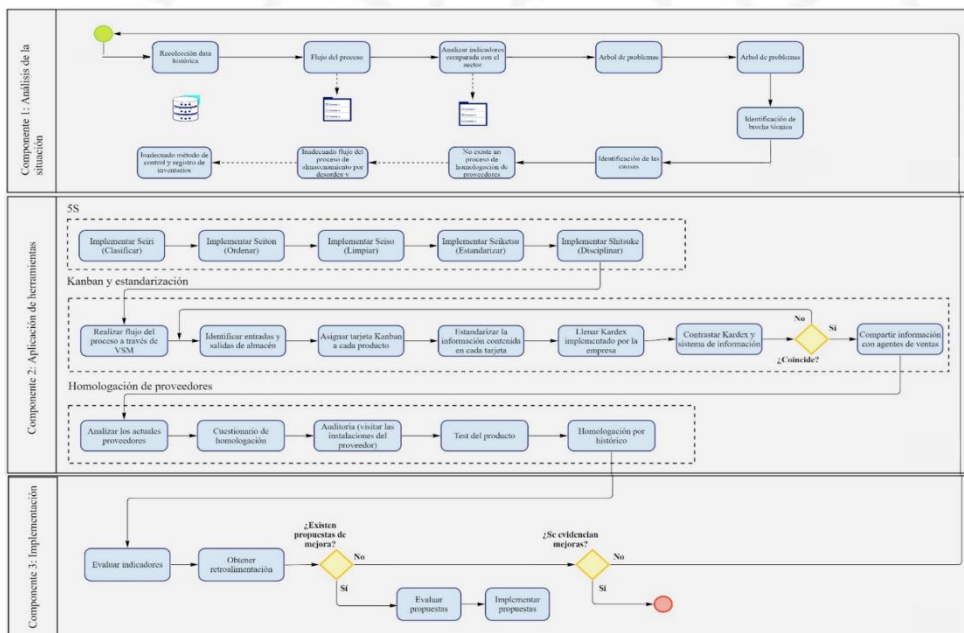 Componente 1: Análisis de la
situación
Recolección data
histórica
Flujo del proceso
Analizar indicadores
comparada con el
sector
Arbol de problemas
Arbol de problemas
Identificación de
brecha técnico
Identificación de las
causas
No existe un
proceso de
homologación de
proveedores
Inadecuado flujo del
proceso de
almacenamiento por
desorden y
Inadecuado método de
control y registro de
inventarios
Componente 2: Aplicación de herramientas
5S
Implementar Seiri
(Clasificar)
Implementar Seiton
(Ordenar)
Implementar Seiso
(Limpiar)
Implementar Seiketsu
(Estandarizar)
Implementar Shitsuke
(Disciplinar)
Kanban y estandarización
Realizar flujo del
proceso a través de
VSM
Identificar entradas y
salidas de almacén
Asignar tarjeta Kanban
a cada producto
Estandarizar la
información contenida
en cada tarjeta
Llenar Kardex
implementado por la
empresa
Contrastar Kardex y
sistema de información
No
Sí
¿Coincide?
Compartir información
con agentes de ventas
Homologación de proveedores
Analizar los actuales
proveedores
Cuestionario de
homologación
Auditoria (visitar las
instalaciones del
proveedor)
Test del producto
Homologación por
histórico
Componente 3: Implementación
Evaluar indicadores
Obtener
retroalimentación
¿Existen
propuestas de
mejora?
No
Sí
Evaluar
propuestas
Implementar
propuestas
¿Se evidencian
mejoras?
No
Sí